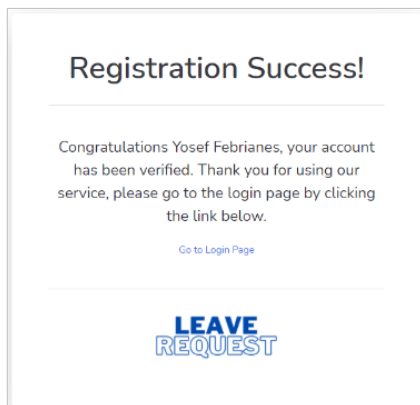 Registration Success!
Congratulations Yosef Febrianes, your account
has been verified. Thank you for using our
service, please go to the login page by clicking
the link below.
Go to Login Page
LEAVE
REQUEST